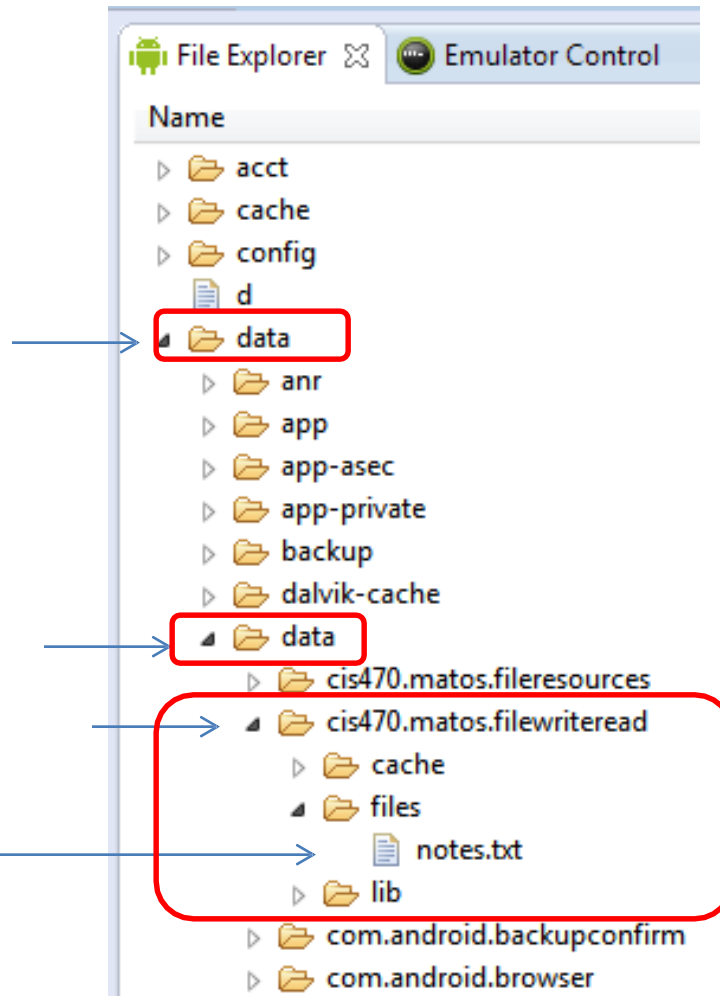 File Explorer Emulator Control
Name
acct
cache
config
d
data
anr
app
app-asec
app-private
backup
dalvik-cache
data
cis470.matos.fileresources
cis470.matos.filewriteread
cache
files
notes.txt
lib
com.android.backupconfirm
com.android.browser